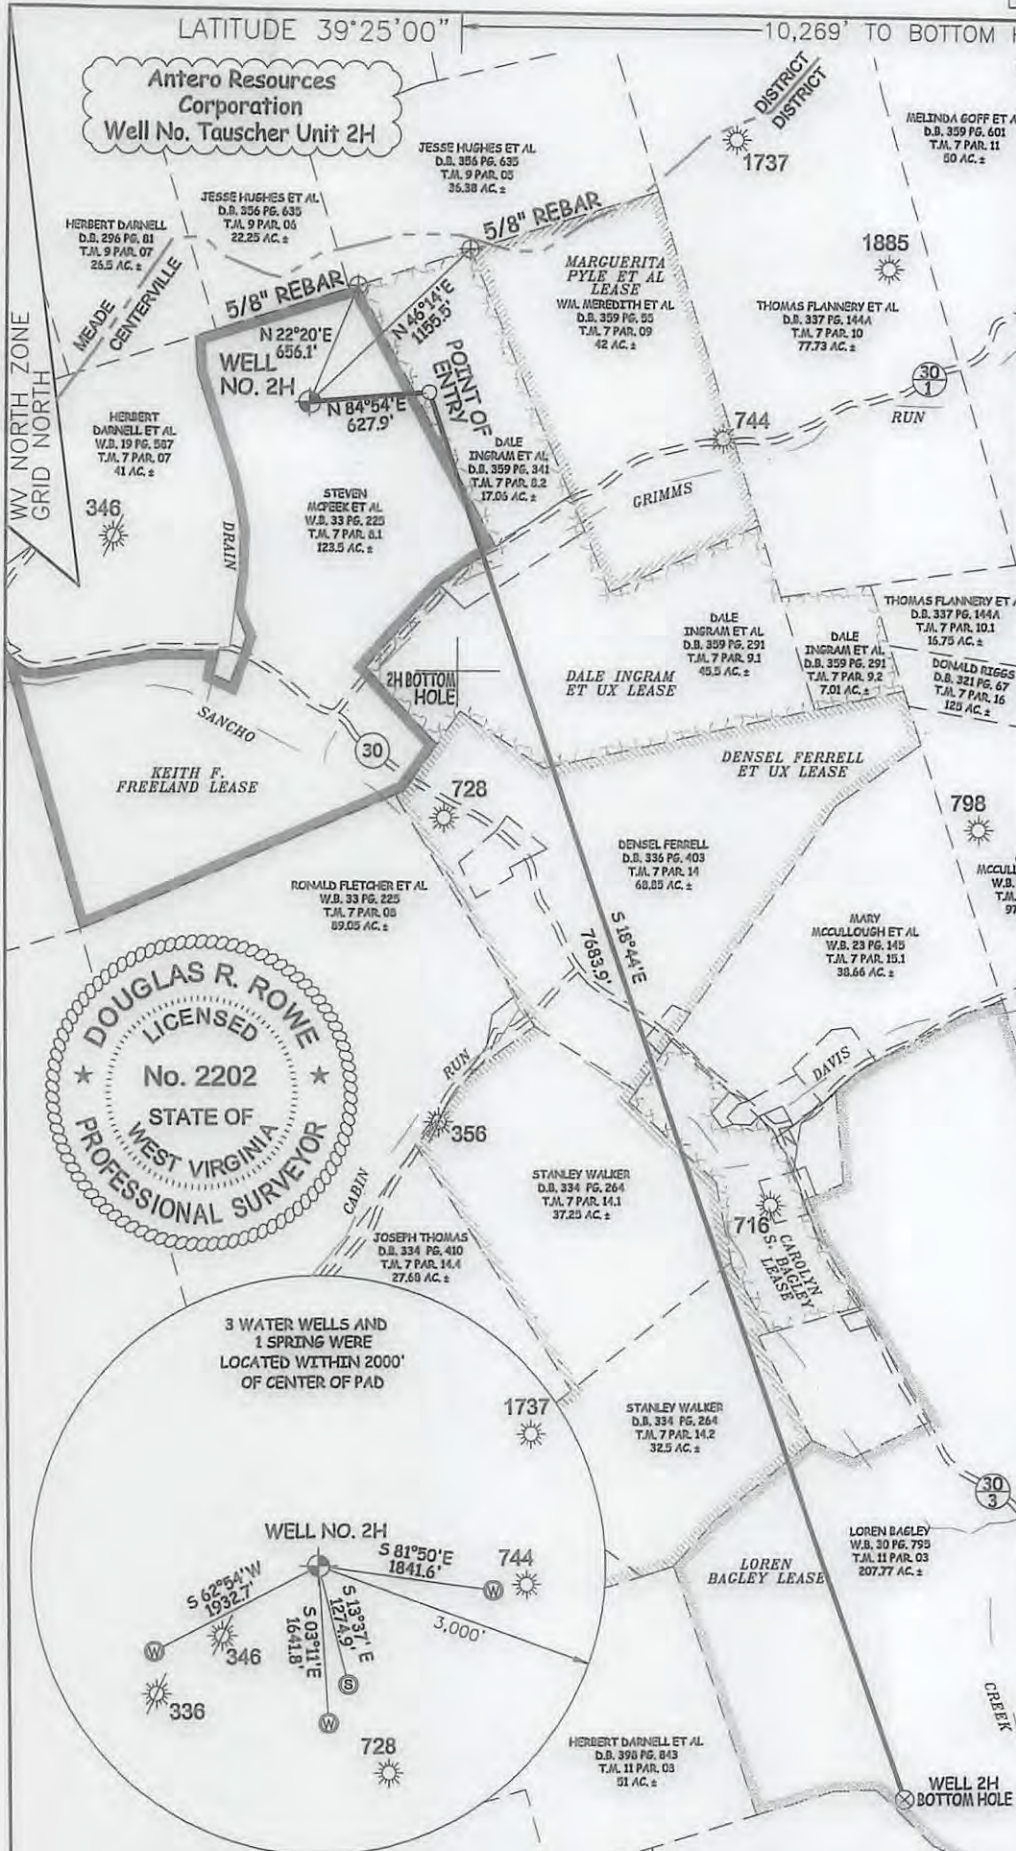 LATITUDE 39°25'00"
10,269' TO BOTTOM H
Antero Resources
Corporation
Well No. Tauscher Unit 2H
DISTRICT
DISTRICT
1737
MELINDA GOFF ET A
D.B. 359 PG. 601
T.M. 7 PAR. 11
50 AC. ±
JESSE HUGHES ET AL
D.B. 356 PG. 635
T.M. 9 PAR. 05
36.38 AC. ±
JESSE HUGHES ET AL
D.B. 356 PG. 635
T.M. 9 PAR. 06
22.25 AC. ±
HERBERT DARNELL
D.B. 296 PG. 81
T.M. 9 PAR. 07
26.5 AC. ±
MEADE
CENTERVILLE
5/8" REBAR
5/8" REBAR
WV NORTH ZONE
GRID NORTH
N 22°20'E
656.1'
N 46°14'E
1155.5'
WELL
NO. 2H
N 84°54'E
627.9'
POINT OF
ENTRY
MARGUERITA
PYLE ET AL
LEASE
WM. MEREDITH ET AL
D.B. 359 PG. 55
T.M. 7 PAR. 09
42 AC. ±
1885
THOMAS FLANNERY ET AL
D.B. 337 PG. 144A
T.M. 7 PAR. 10
77.73 AC. ±
30
1
RUN
744
GRIMMS
HERBERT
DARNELL ET AL
W.B. 19 PG. 587
T.M. 7 PAR. 07
41 AC. ±
346
DRAIN
STEVEN
MCPEEK ET AL
W.B. 33 PG. 225
T.M. 7 PAR. 8.1
123.5 AC. ±
DALE
INGRAM ET AL
D.B. 359 PG. 341
T.M. 7 PAR. 8.2
17.06 AC. ±
THOMAS FLANNERY ET A
D.B. 337 PG. 144A
T.M. 7 PAR. 10.1
16.75 AC. ±
DALE
INGRAM ET AL
D.B. 359 PG. 291
T.M. 7 PAR. 9.1
45.5 AC. ±
DALE
INGRAM ET AL
D.B. 359 PG. 291
T.M. 7 PAR. 9.2
7.01 AC. ±
DONALD RIGGS
D.B. 321 PG. 67
T.M. 7 PAR. 16
125 AC. ±
DALE INGRAM
ET UX LEASE
2H BOTTOM
HOLE
SANCHO
30
KEITH F.
FREELAND LEASE
DENSEL FERRELL
ET UX LEASE
728
798
DENSEL FERRELL
D.B. 336 PG. 403
T.M. 7 PAR. 14
68.85 AC. ±
MCCULL
W.B.
T.M.
97
RONALD FLETCHER ET AL
W.B. 33 PG. 225
T.M. 7 PAR. 08
89.05 AC. ±
MARY
MCCULLOUGH ET AL
W.B. 23 PG. 145
T.M. 7 PAR. 15.1
38.66 AC. ±
S 18°44'E
7683.9'
DOUGLAS R. ROWE
LICENSED
No. 2202
STATE OF
WEST VIRGINIA
PROFESSIONAL SURVEYOR
RUN
CABIN
356
DAVIS
STANLEY WALKER
D.B. 334 PG. 264
T.M. 7 PAR. 14.1
37.25 AC. ±
716
CAROLYN
S. BAGLEY
LEASE
JOSEPH THOMAS
D.B. 334 PG. 410
T.M. 7 PAR. 14.4
27.68 AC. ±
3 WATER WELLS AND
1 SPRING WERE
LOCATED WITHIN 2000'
OF CENTER OF PAD
1737
STANLEY WALKER
D.B. 334 PG. 264
T.M. 7 PAR. 14.2
32.5 AC. ±
30
3
WELL NO. 2H
S 81°50'E
1841.6'
744
W
S 62°54'W
1932.7'
S 13°37' E
1274.9'
S 03°11'E
1641.8'
3,000'
W
346
S
336
W
728
LOREN
BAGLEY LEASE
LOREN BAGLEY
W.B. 30 PG. 795
T.M. 11 PAR. 03
207.77 AC. ±
CREEK
HERBERT DARNELL ET AL
D.B. 398 PG. 843
T.M. 11 PAR. 08
51 AC. ±
WELL 2H
BOTTOM HOLE